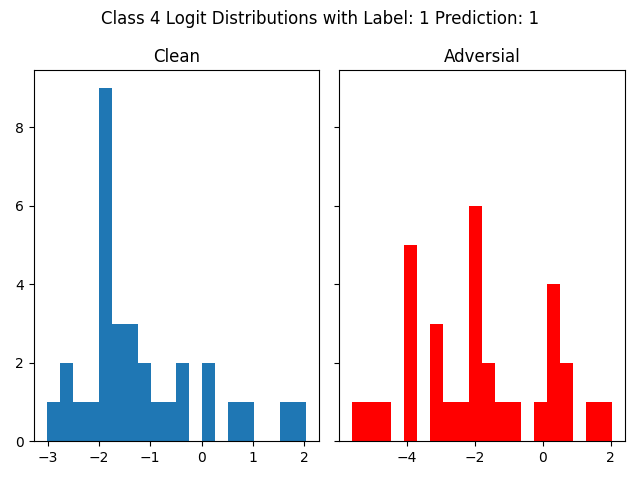 Class 4 Logit Distributions with Label: 1 Prediction: 1
Clean
Adversial
8
6
4
2
0
−3 −2 −1 0 1 2
−4 −2 0 2